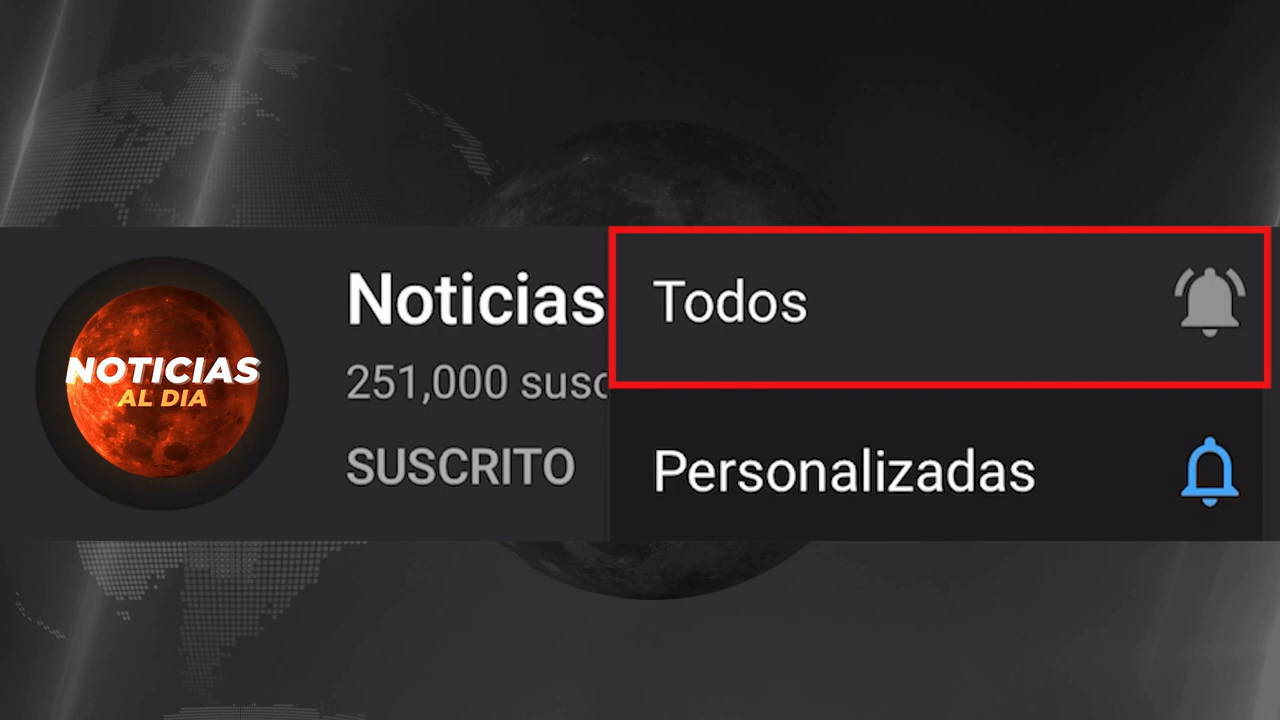 NOTICIAS
AL DIA
Noticias
251,000 susc
SUSCRITO
Todos
Personalizadas